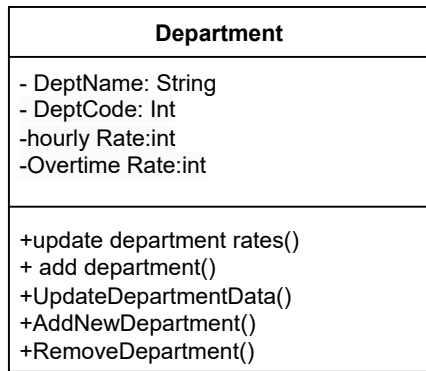 Department
- DeptName: String
- DeptCode: Int
-hourly Rate:int
-Overtime Rate:int
+update department rates()
+ add department()
+UpdateDepartmentData()
+AddNewDepartment()
+RemoveDepartment()